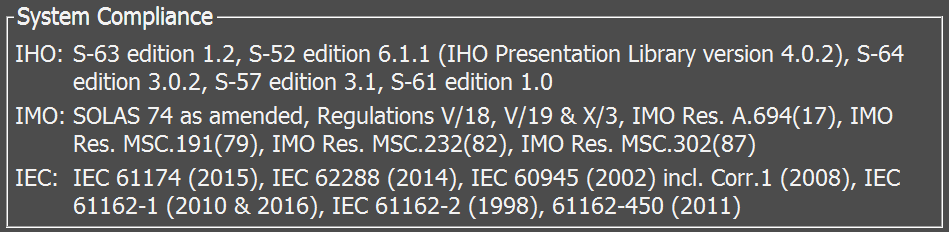 System Compliance
IHO: S-63 edition 1.2, S-52 edition 6.1.1 (IHO Presentation Library version 4.0.2), S-64
edition 3.0.2, S-57 edition 3.1, S-61 edition 1.0
IMO: SOLAS 74 as amended, Regulations V/18, V/19 & X/3, IMO Res. A.694(17), IMO
Res. MSC.191(79), IMO Res. MSC.232(82), IMO Res. MSC.302(87)
IEC: IEC 61174 (2015), IEC 62288 (2014), IEC 60945 (2002) incl. Corr.1 (2008), IEC
61162-1 (2010 & 2016), IEC 61162-2 (1998), 61162-450 (2011)